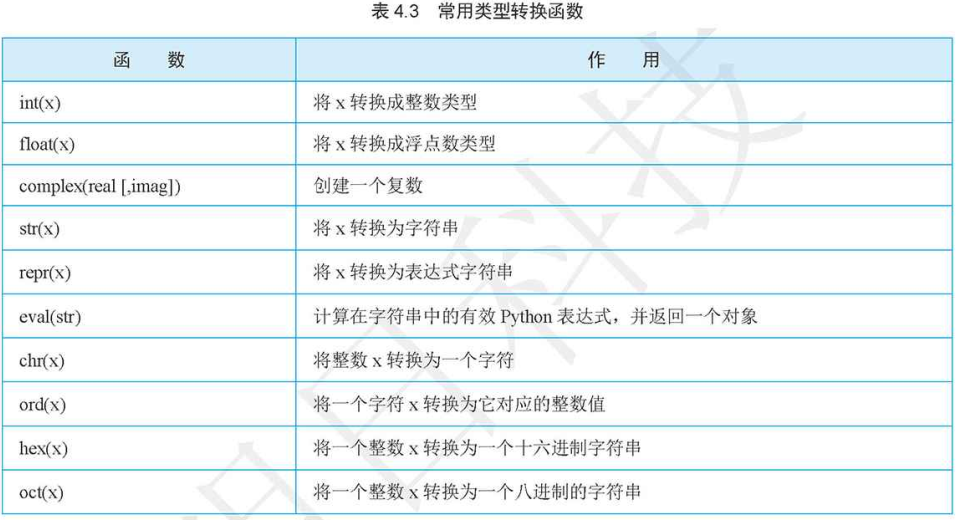 表 4.3 常用类型转换函数
函 数 作 用
int(x) 将 x 转换成整数类型
float(x) 将 x 转换成浮点数类型
complex(real [,imag]) 创建一个复数
str(x) 将 x 转换为字符串
repr(x) 将 x 转换为表达式字符串
eval(str) 计算在字符串中的有效 Python 表达式，并返回一个对象
chr(x) 将整数 x 转换为一个字符
ord(x) 将一个字符 x 转换为它对应的整数值
hex(x) 将一个整数 x 转换为一个十六进制字符串
oct(x) 将一个整数 x 转换为一个八进制的字符串
日科技